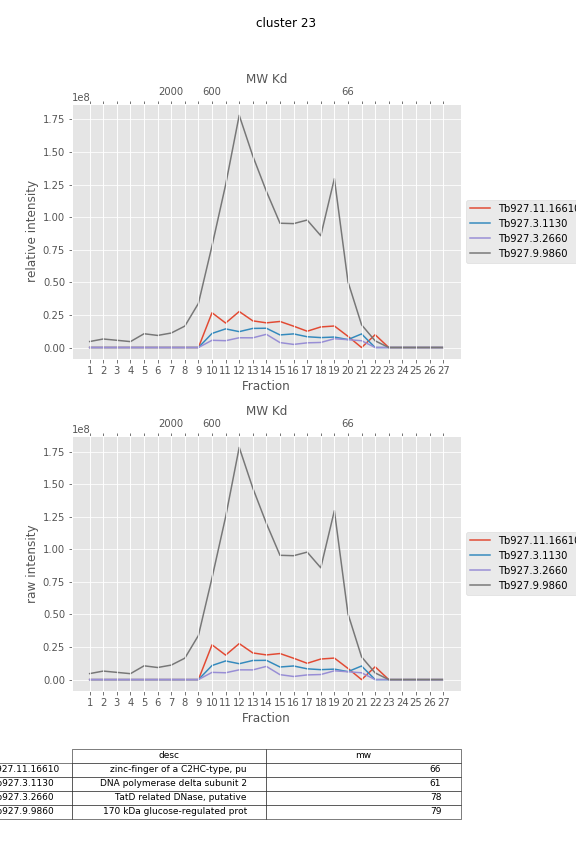 cluster 23
MW Kd
2000 600 66
1e8
1.75
1.50
1.25
1.00
0.75
0.50
0.25
0.00
relative intensity
1 2 3 4 5 6 7 8 9 10 11 12 13 14 15 16 17 18 19 20 21 22 23 24 25 26 27
Fraction
Tb927.11.16610
Tb927.3.1130
Tb927.3.2660
Tb927.9.9860
MW Kd
2000 600 66
1e8
1.75
1.50
1.25
1.00
0.75
0.50
0.25
0.00
raw intensity
1 2 3 4 5 6 7 8 9 10 11 12 13 14 15 16 17 18 19 20 21 22 23 24 25 26 27
Fraction
Tb927.11.16610
Tb927.3.1130
Tb927.3.2660
Tb927.9.9860
desc mw
927.11.16610 zinc-finger of a C2HC-type, pu 66
b927.3.1130 DNA polymerase delta subunit 2 61
b927.3.2660 TatD related DNase, putative 78
b927.9.9860 170 kDa glucose-regulated prot 79